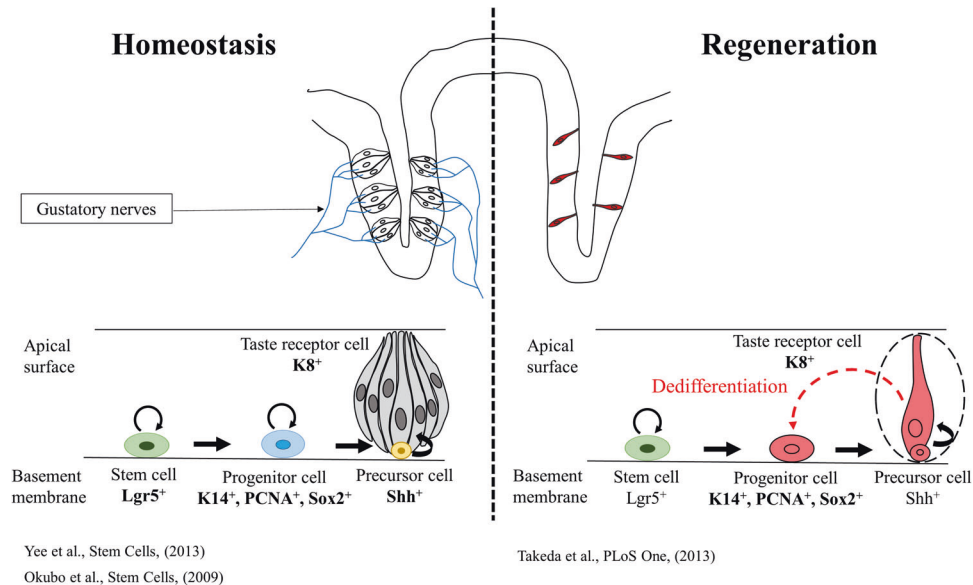 Homeostasis
Regeneration
Gustatory nerves
Apical
surface
Taste receptor cell
K8⁺
Basement
membrane
Stem cell
Lgr5⁺
Progenitor cell
K14⁺, PCNA⁺, Sox2⁺
Precursor cell
Shh⁺
Apical
surface
Taste receptor cell
K8⁺
Dedifferentiation
Basement
membrane
Stem cell
Lgr5⁺
Progenitor cell
K14⁺, PCNA⁺, Sox2⁺
Precursor cell
Shh⁺
Yee et al., Stem Cells, (2013)
Okubo et al., Stem Cells, (2009)
Takeda et al., PLoS One, (2013)